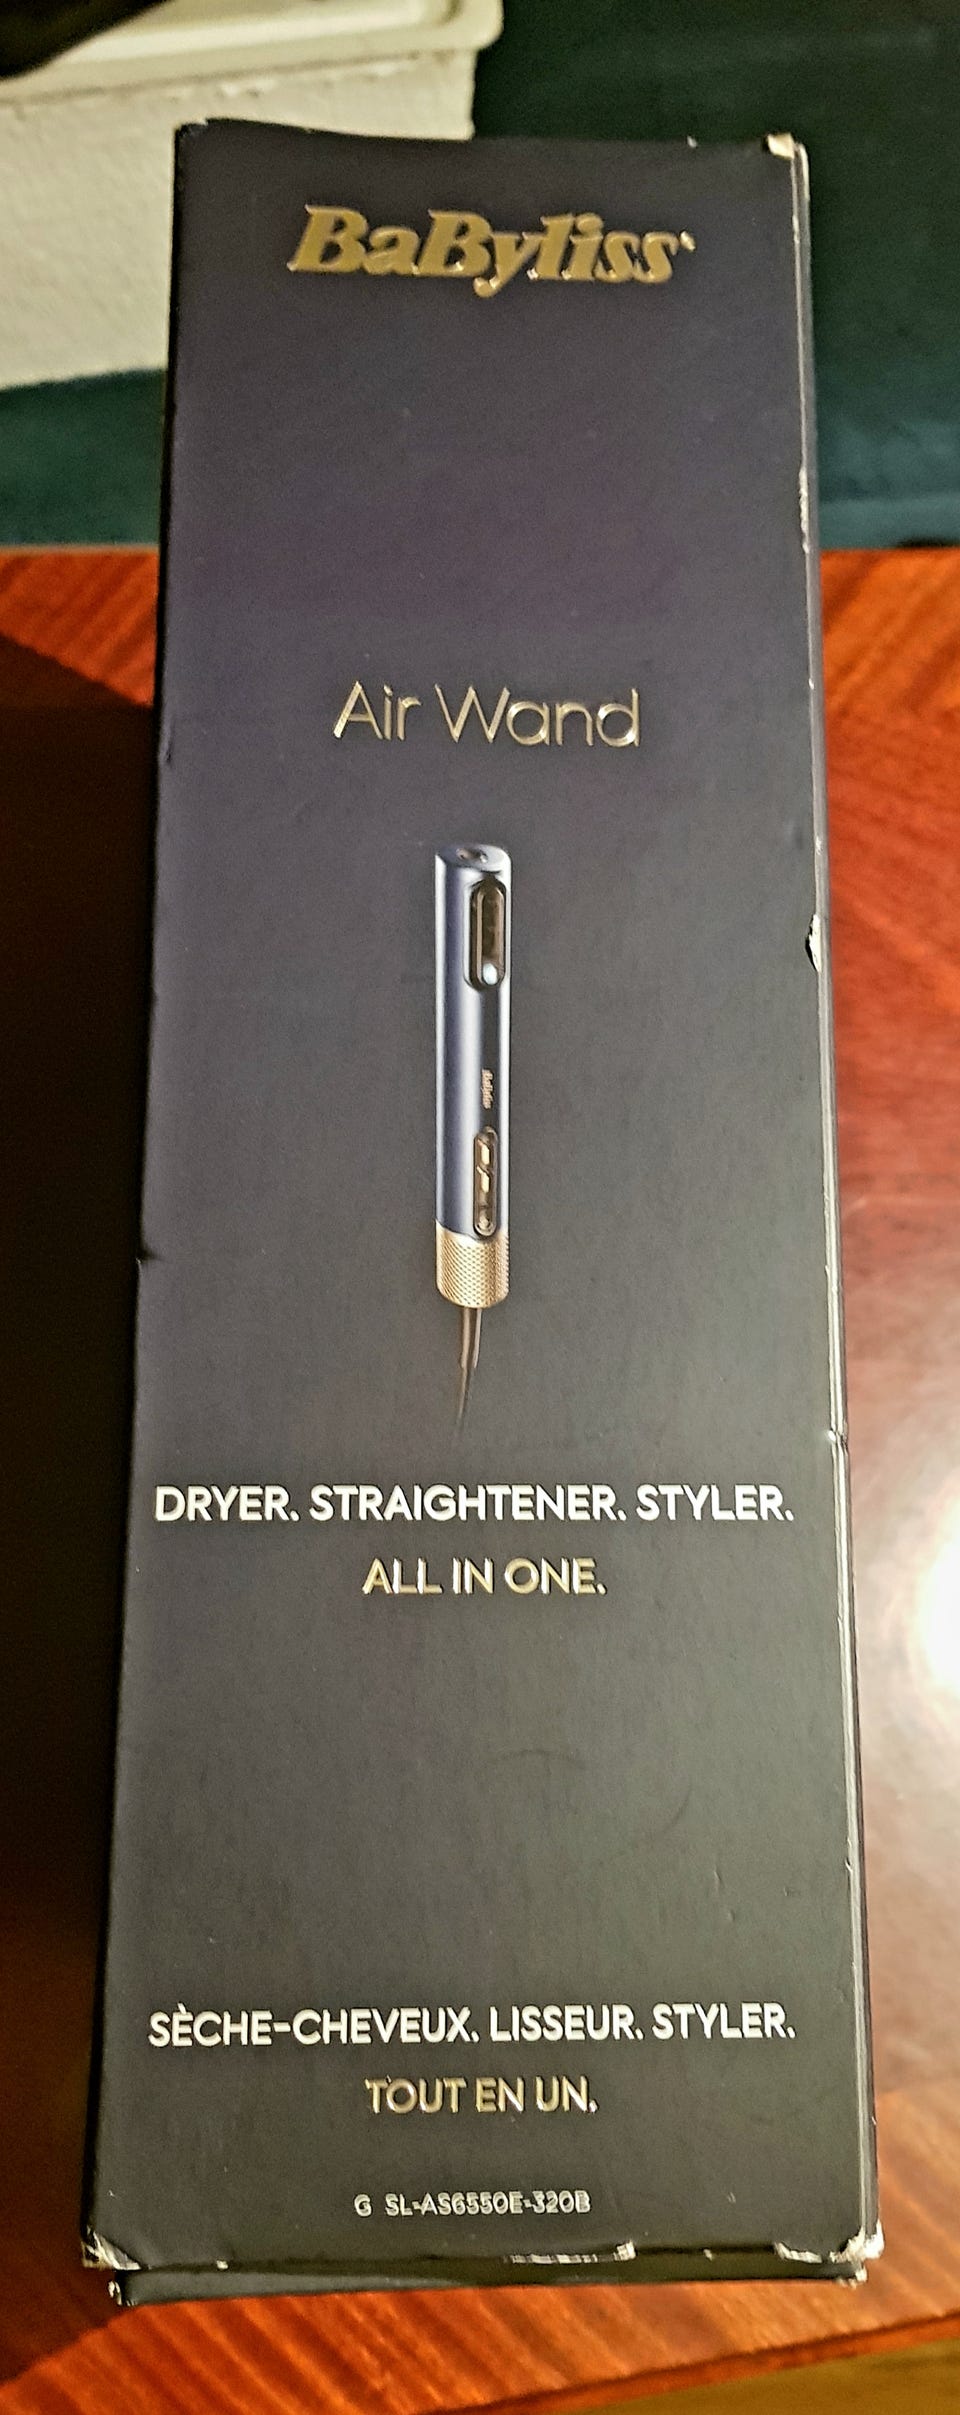 BaByliss
Air Wand
BaByliss
DRYER. STRAIGHTENER. STYLER.
ALL IN ONE.
SÈCHE-CHEVEUX. LISSEUR. STYLER.
TOUT EN UN.
G SL-AS6550E-320B